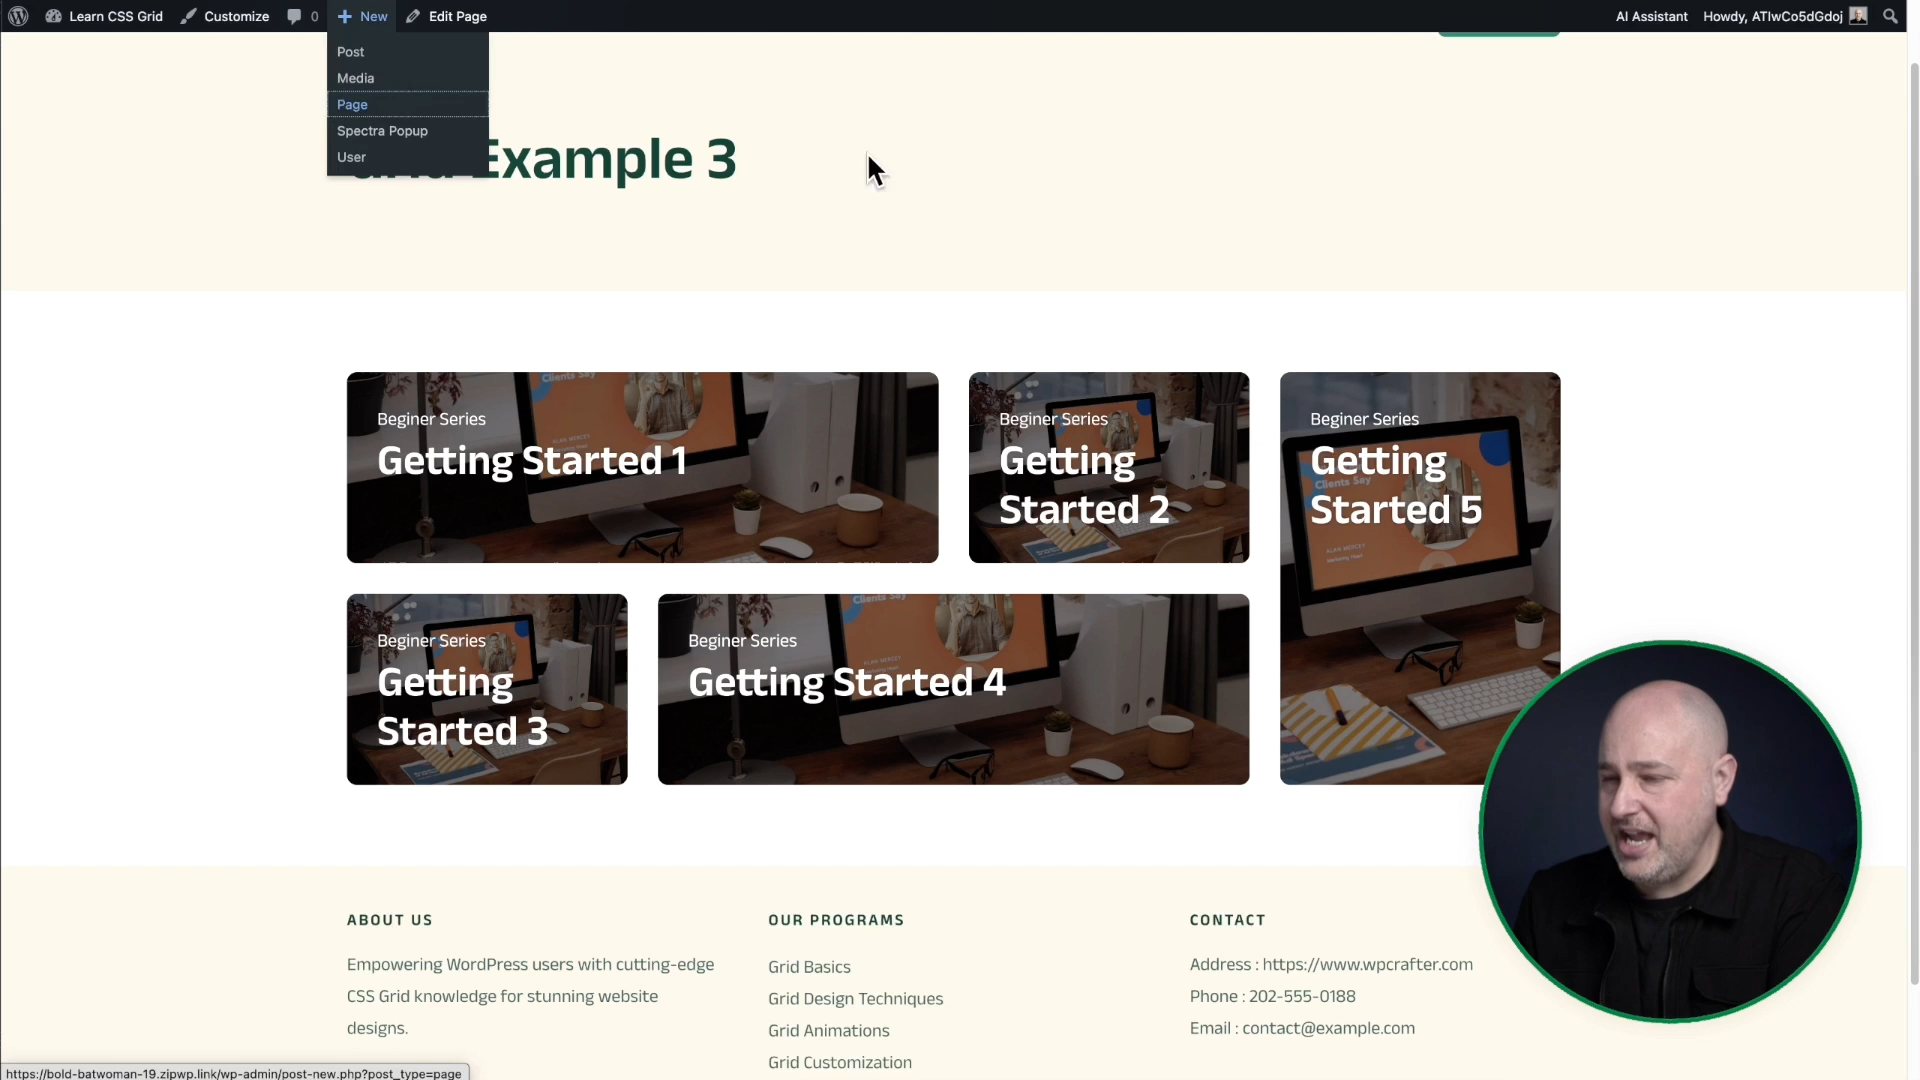 Learn CSS Grid Customize 0 New Edit Page AI Assistant Howdy, ATIwCo5dGdoj
Post
Media
Page
Spectra Popup
User
Example 3
Beginer Series
Getting Started 1
Beginer Series
Getting
Started 2
Beginer Series
Getting
Started 5
Beginer Series
Getting
Started 3
Beginer Series
Getting Started 4
ABOUT US
Empowering WordPress users with cutting-edge
CSS Grid knowledge for stunning website
designs.
OUR PROGRAMS
Grid Basics
Grid Design Techniques
Grid Animations
Grid Customization
CONTACT
Address : https://www.wpcrafter.com
Phone : 202-555-0188
Email : contact@example.com
https://bold-batwoman-19.zipwp.link/wp-admin/post-new.php?post_type=page